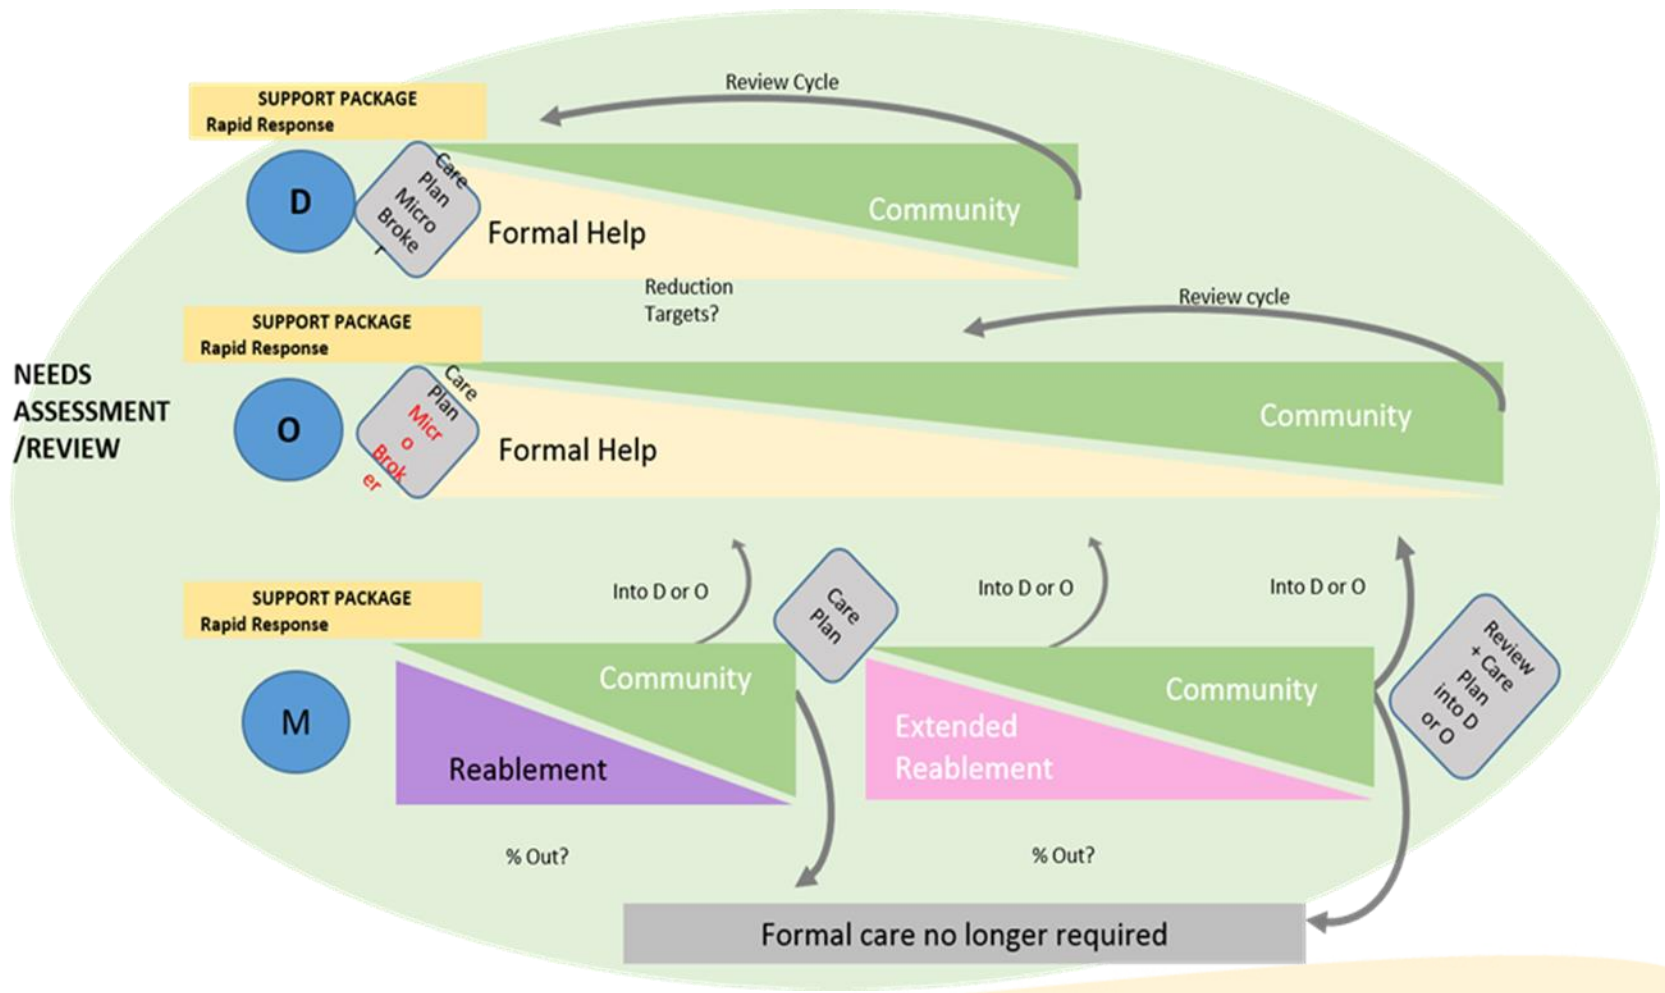 Review Cycle
SUPPORT PACKAGE
Rapid Response
D
Care
Plan
Micro
Broke
r
Community
Formal Help
Reduction
Targets?
Review cycle
SUPPORT PACKAGE
Rapid Response
NEEDS
ASSESSMENT
/REVIEW
O
Care
Plan
Micr
o
Brok
er
Community
Formal Help
Into D or O
Care
Plan
Into D or O
Into D or O
SUPPORT PACKAGE
Rapid Response
M
Community
Reablement
Community
Extended
Reablement
Review
+ Care
Plan
into D
or O
% Out?
% Out?
Formal care no longer required